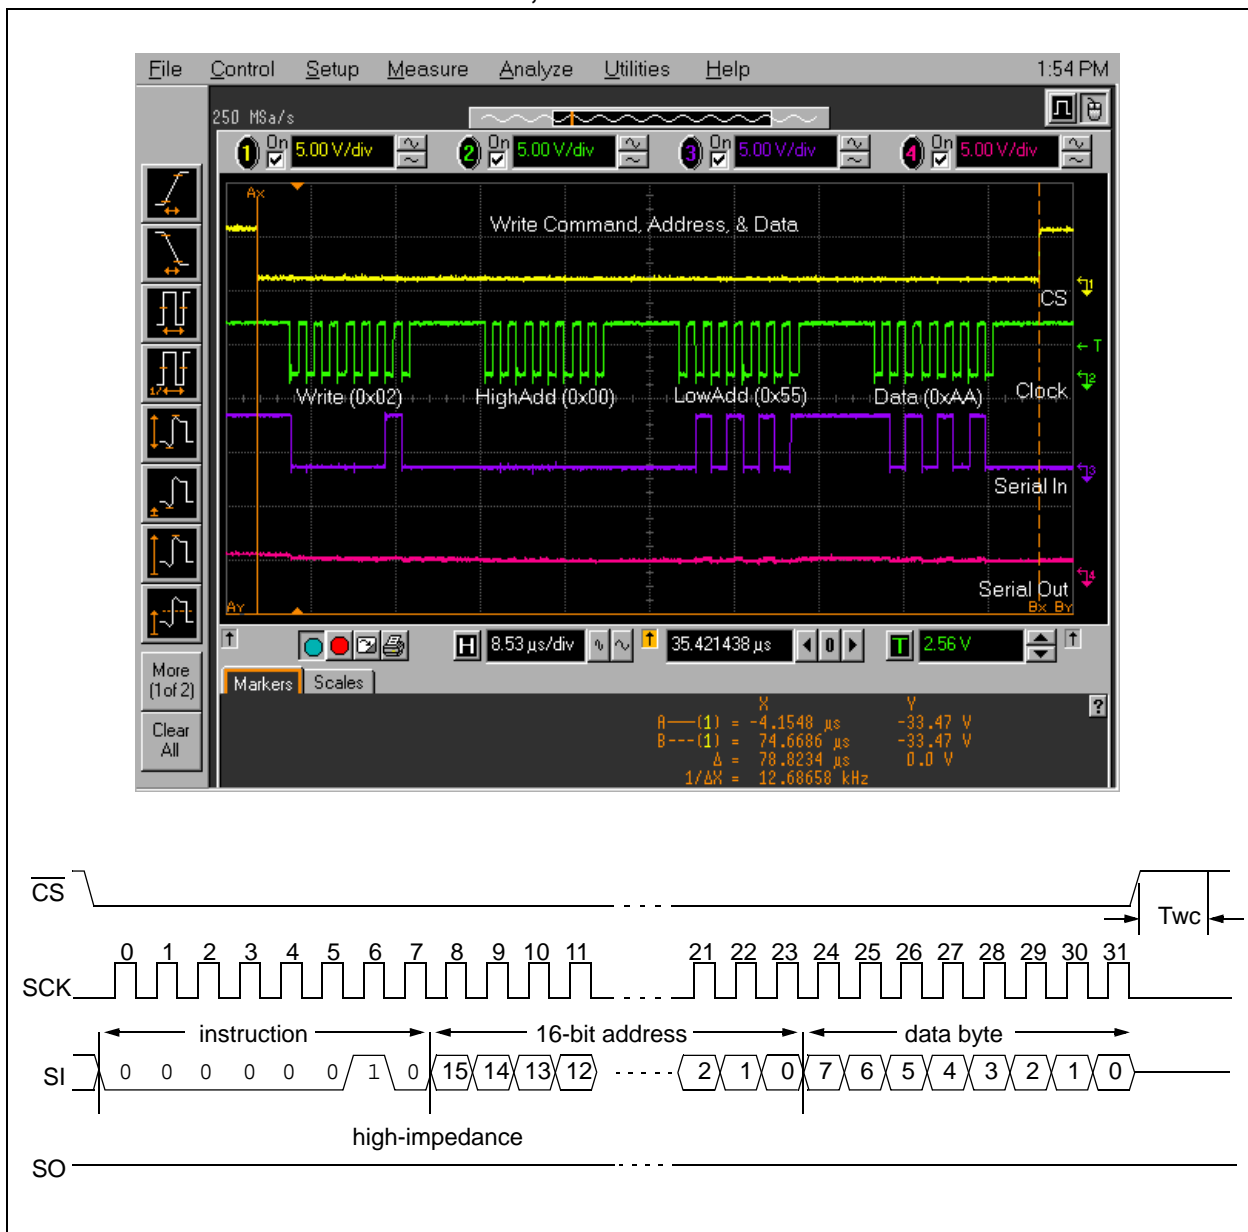 File Control Setup Measure Analyze Utilities Help 1:54 PM
250 MSa/s
1 On 5.00 V/div 2 On 5.00 V/div 3 On 5.00 V/div 4 On 5.00 V/div
Ax
Write Command, Address, & Data
1
CS
T
2
Write (0x02) HighAdd (0x00) LowAdd (0x55) Data (0xAA) Clock
3
Serial In
4
Serial Out
Ay Bx By
1/
H 8.53 µs/div 35.421438 µs 0 T 2.56 V
More
(1of 2)
Clear
All
Markers Scales
?
X Y
A——(1) = -4.1548 µs -33.47 V
B---(1) = 74.6686 µs -33.47 V
Δ = 78.8234 µs 0.0 V
1/ΔX = 12.68658 kHz
CS
Twc
0 1 2 3 4 5 6 7 8 9 10 11 21 22 23 24 25 26 27 28 29 30 31
SCK
instruction 16-bit address data byte
SI 0 0 0 0 0 0 1 0 15 14 13 12 2 1 0 7 6 5 4 3 2 1 0
high-impedance
SO